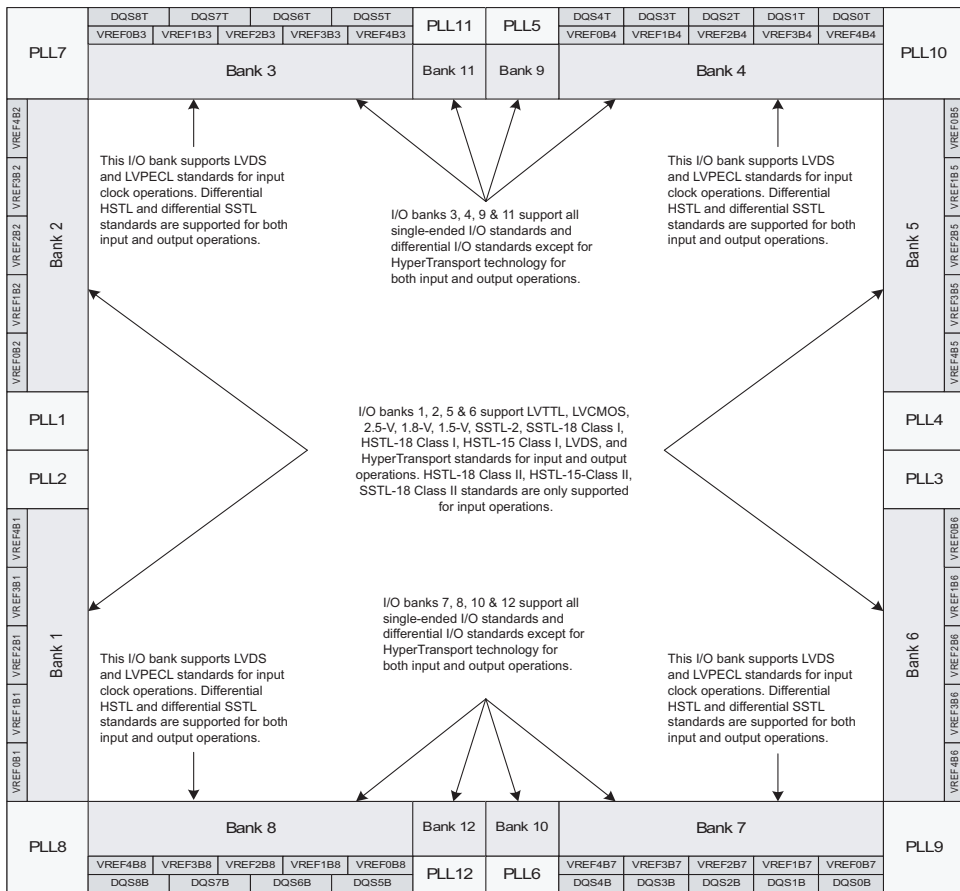 DQS8T DQS7T DQS6T DQS5T
VREF0B3 VREF1B3 VREF2B3 VREF3B3 VREF4B3
PLL11
PLL5
DQS4T DQS3T DQS2T DQS1T DQS0T
VREF0B4 VREF1B4 VREF2B4 VREF3B4 VREF4B4
PLL7
Bank 3
Bank 11
Bank 9
Bank 4
PLL10
VREF4B2
VREF3B2
VREF2B2
VREF1B2
VREF0B2
Bank 2
This I/O bank supports LVDS
and LVPECL standards for input
clock operations. Differential
HSTL and differential SSTL
standards are supported for both
input and output operations.
I/O banks 3, 4, 9 & 11 support all
single-ended I/O standards and
differential I/O standards except for
HyperTransport technology for
both input and output operations.
This I/O bank supports LVDS
and LVPECL standards for input
clock operations. Differential
HSTL and differential SSTL
standards are supported for both
input and output operations.
Bank 5
VREF0B5
VREF1B5
VREF2B5
VREF3B5
VREF4B5
PLL1
PLL2
I/O banks 1, 2, 5 & 6 support LVTTL, LVCMOS,
2.5-V, 1.8-V, 1.5-V, SSTL-2, SSTL-18 Class I,
HSTL-18 Class I, HSTL-15 Class I, LVDS, and
HyperTransport standards for input and output
operations. HSTL-18 Class II, HSTL-15-Class II,
SSTL-18 Class II standards are only supported
for input operations.
PLL4
PLL3
VREF4B1
VREF3B1
VREF2B1
VREF1B1
VREF0B1
Bank 1
This I/O bank supports LVDS
and LVPECL standards for input
clock operations. Differential
HSTL and differential SSTL
standards are supported for both
input and output operations.
I/O banks 7, 8, 10 & 12 support all
single-ended I/O standards and
differential I/O standards except for
HyperTransport technology for
both input and output operations.
This I/O bank supports LVDS
and LVPECL standards for input
clock operations. Differential
HSTL and differential SSTL
standards are supported for both
input and output operations.
Bank 6
VREF0B6
VREF1B6
VREF2B6
VREF3B6
VREF4B6
PLL8
Bank 8
Bank 12
Bank 10
Bank 7
PLL9
VREF4B8 VREF3B8 VREF2B8 VREF1B8 VREF0B8
DQS8B DQS7B DQS6B DQS5B
PLL12
PLL6
VREF4B7 VREF3B7 VREF2B7 VREF1B7 VREF0B7
DQS4B DQS3B DQS2B DQS1B DQS0B